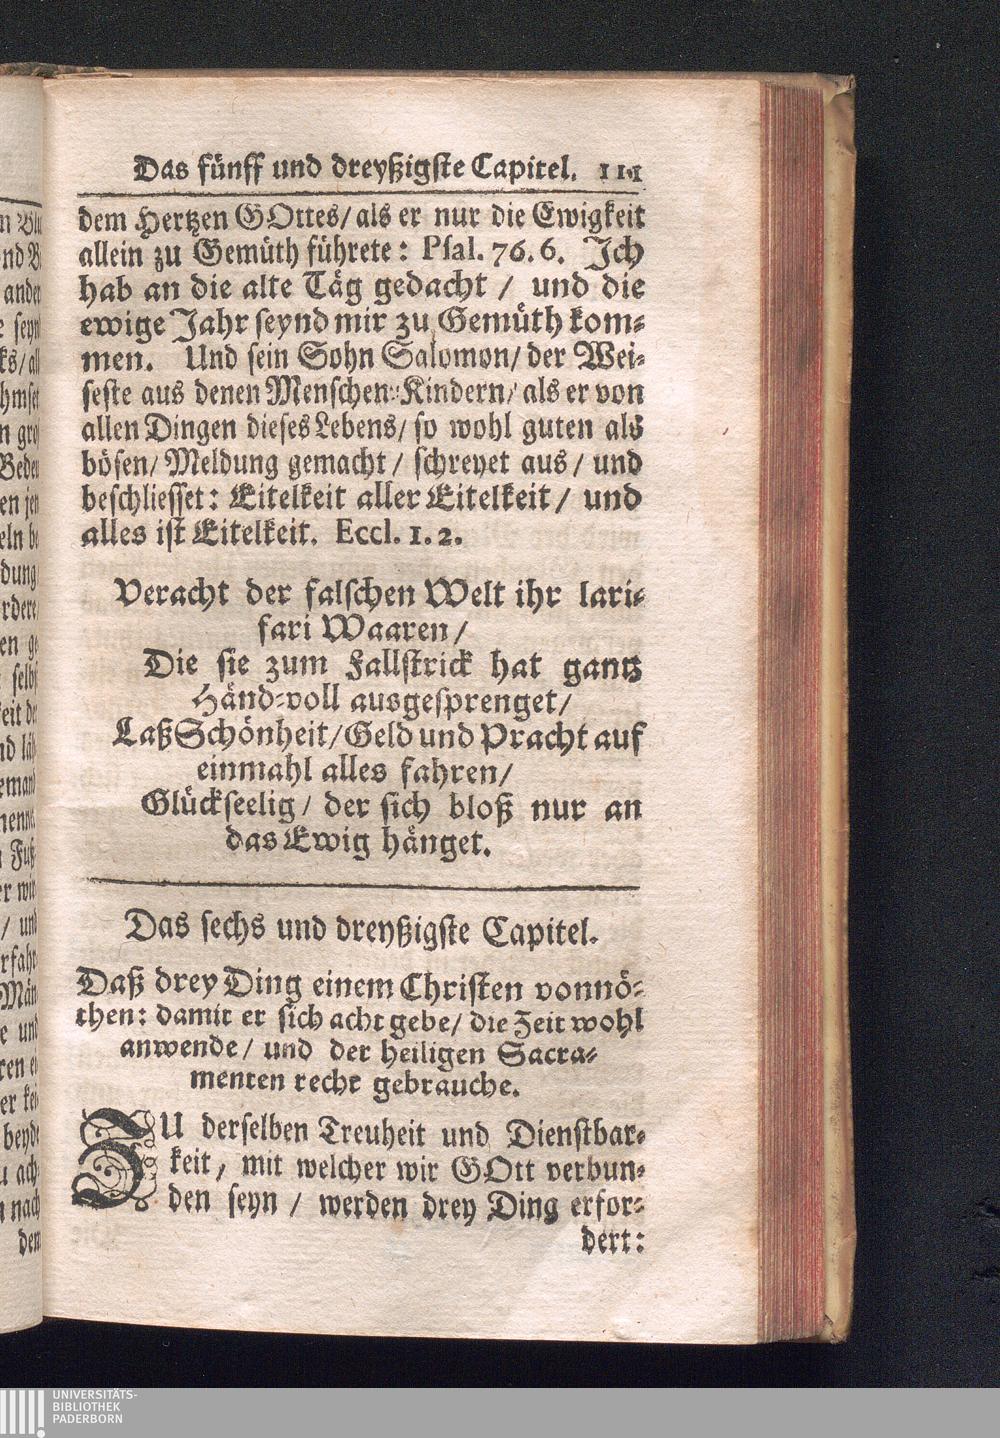 Das fünff und dreyßigste Capitel. 111
dem Hertzen GOttes/ als er nur die Ewigkeit
allein zu Gemüth führete: Psal. 76. 6. Ich
hab an die alte Täg gedacht / und die
ewige Jahr seynd mir zu Gemüth kom-
men. Und sein Sohn Salomon/ der Wei-
seste aus denen Menschen-Kindern/ als er von
allen Dingen dieses Lebens/ so wohl guten als
bösen/ Meldung gemacht / schreyet aus / und
beschliesset: Eitelkeit aller Eitelkeit / und
alles ist Eitelkeit. Eccl. 1. 2.
Veracht der falschen Welt ihr lari-
fari Waaren /
Die sie zum Fallstrick hat gantz
Händ-voll ausgesprenget /
Laß Schönheit / Geld und Pracht auf
einmahl alles fahren /
Glückseelig / der sich bloß nur an
das Ewig hänget.
Das sechs und dreyßigste Capitel.
Daß drey Ding einem Christen vonnö-
then: damit er sich acht gebe / die Zeit wohl
anwende / und der heiligen Sacra-
menten recht gebrauche.
ZU derselben Treuheit und Dienstbar-
keit / mit welcher wir GOtt verbun-
den seyn / werden drey Ding erfor-
dert:
UNIVERSITÄTS-
BIBLIOTHEK
PADERBORN